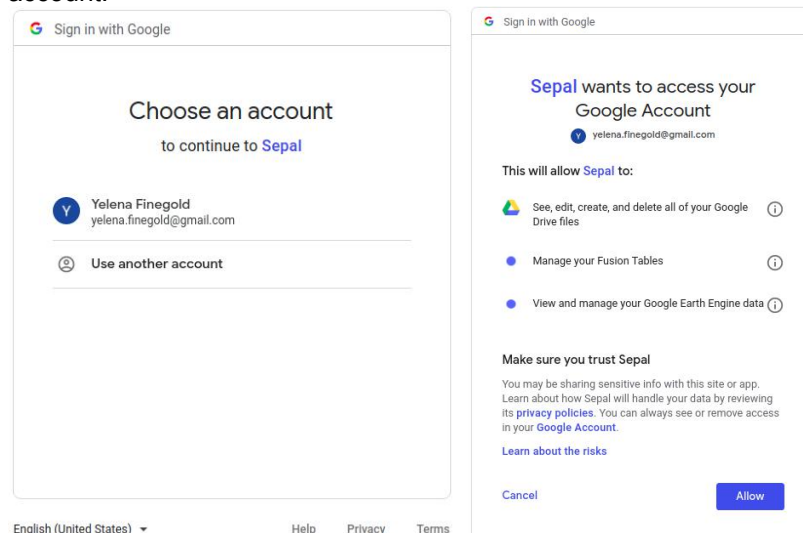 account.
Sign in with Google
Choose an account
to continue to Sepal
Y
Yelena Finegold
yelena.finegold@gmail.com
Use another account
English (United States)
Help Privacy Terms
Sign in with Google
Sepal wants to access your
Google Account
Y yelena.finegold@gmail.com
This will allow Sepal to:
See, edit, create, and delete all of your Google
Drive files
Manage your Fusion Tables
View and manage your Google Earth Engine data
Make sure you trust Sepal
You may be sharing sensitive info with this site or app.
Learn about how Sepal will handle your data by reviewing
its privacy policies. You can always see or remove access
in your Google Account.
Learn about the risks
Cancel Allow